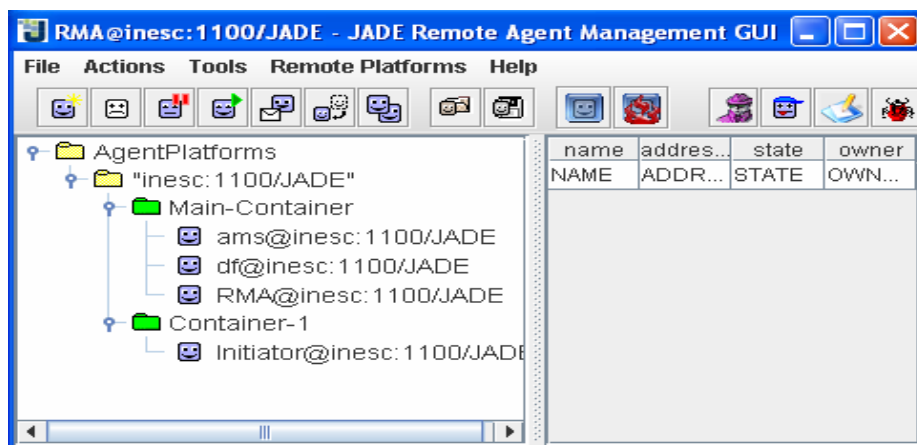 RMA@inesc:1100/JADE - JADE Remote Agent Management GUI
File Actions Tools Remote Platforms Help
AgentPlatforms
"inesc:1100/JADE"
Main-Container
ams@inesc:1100/JADE
df@inesc:1100/JADE
RMA@inesc:1100/JADE
Container-1
Initiator@inesc:1100/JADE
name addres... state owner
NAME ADDR... STATE OWN...